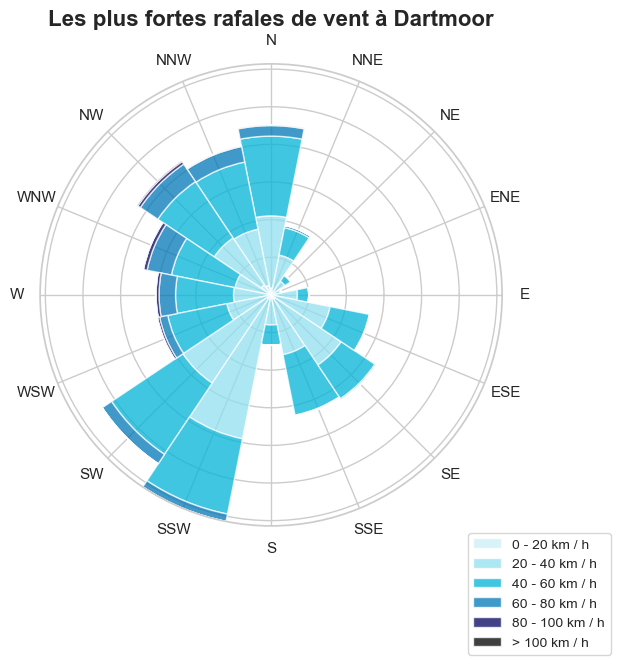 Les plus fortes rafales de vent à Dartmoor
N
NNW
NNE
NW
NE
WNW
ENE
W
E
WSW
ESE
SW
SE
SSW
SSE
S
0 - 20 km / h
20 - 40 km / h
40 - 60 km / h
60 - 80 km / h
80 - 100 km / h
> 100 km / h